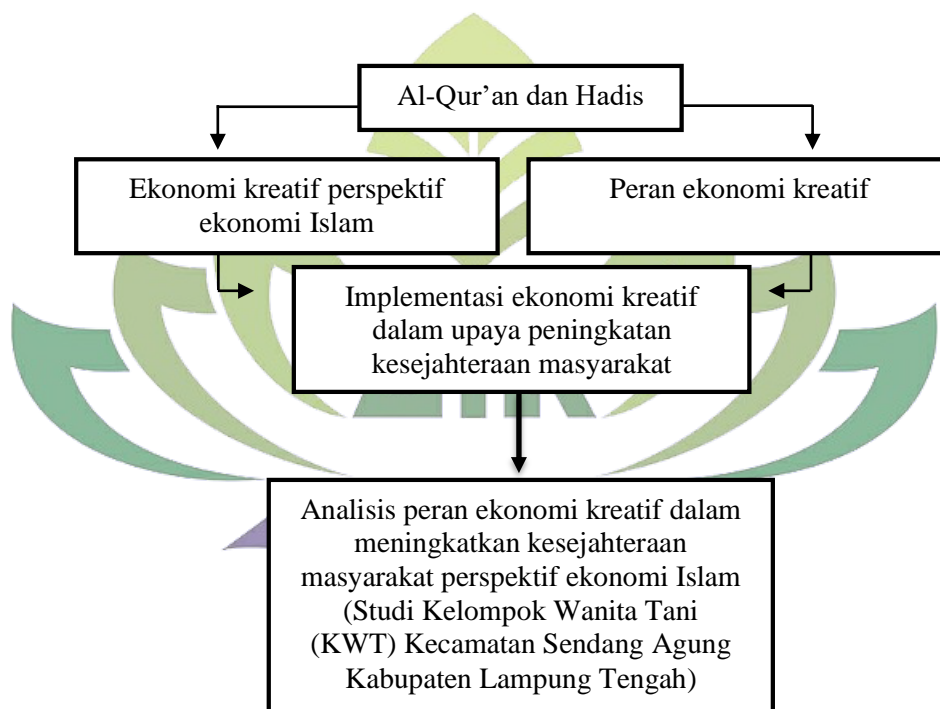 Al-Qur’an dan Hadis
Ekonomi kreatif perspektif
ekonomi Islam
Peran ekonomi kreatif
Implementasi ekonomi kreatif
dalam upaya peningkatan
kesejahteraan masyarakat
Analisis peran ekonomi kreatif dalam
meningkatkan kesejahteraan
masyarakat perspektif ekonomi Islam
(Studi Kelompok Wanita Tani
(KWT) Kecamatan Sendang Agung
Kabupaten Lampung Tengah)